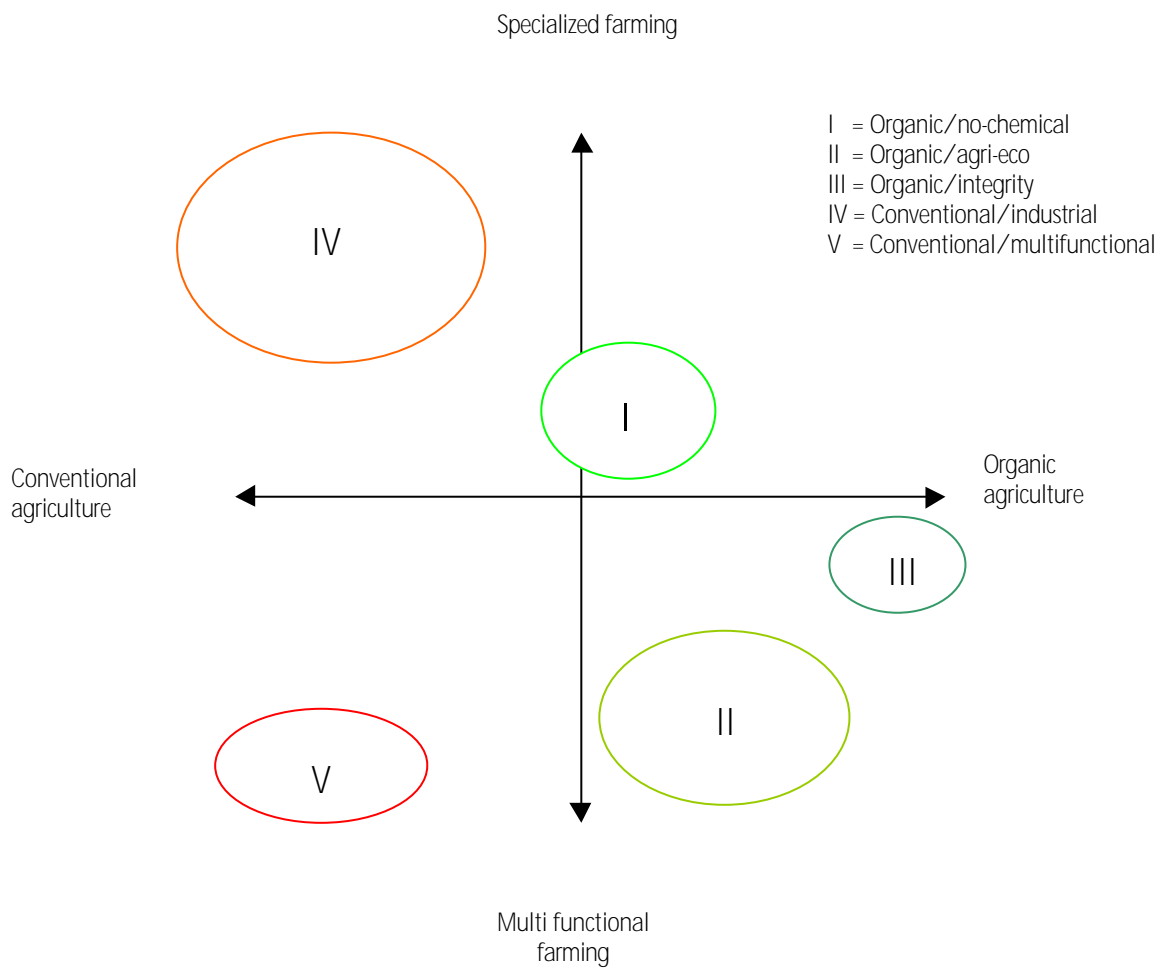 Specialized farming
I = Organic/no-chemical
II = Organic/agri-eco
III = Organic/integrity
IV = Conventional/industrial
V = Conventional/multifunctional
IV
I
Conventional
agriculture
Organic
agriculture
III
II
V
Multi functional
farming